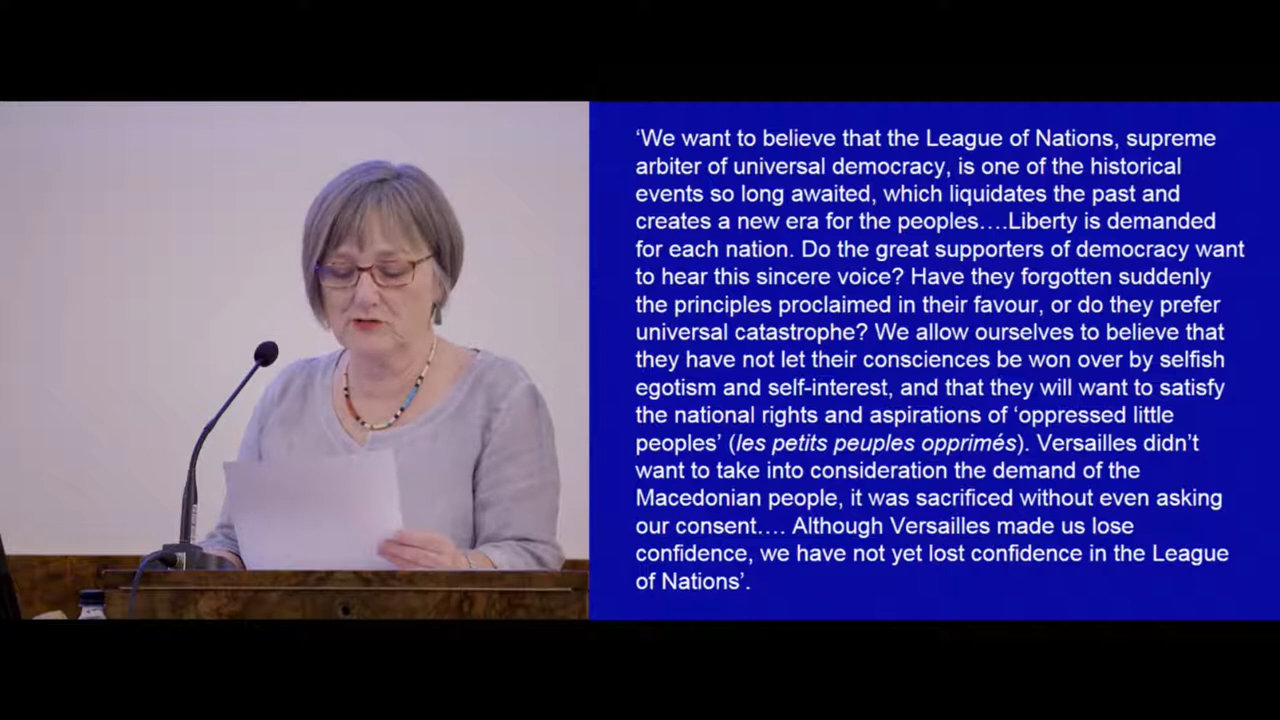 ‘We want to believe that the League of Nations, supreme
arbiter of universal democracy, is one of the historical
events so long awaited, which liquidates the past and
creates a new era for the peoples….Liberty is demanded
for each nation. Do the great supporters of democracy want
to hear this sincere voice? Have they forgotten suddenly
the principles proclaimed in their favour, or do they prefer
universal catastrophe? We allow ourselves to believe that
they have not let their consciences be won over by selfish
egotism and self-interest, and that they will want to satisfy
the national rights and aspirations of ‘oppressed little
peoples’ (les petits peuples opprimés). Versailles didn’t
want to take into consideration the demand of the
Macedonian people, it was sacrificed without even asking
our consent…. Although Versailles made us lose
confidence, we have not yet lost confidence in the League
of Nations’.